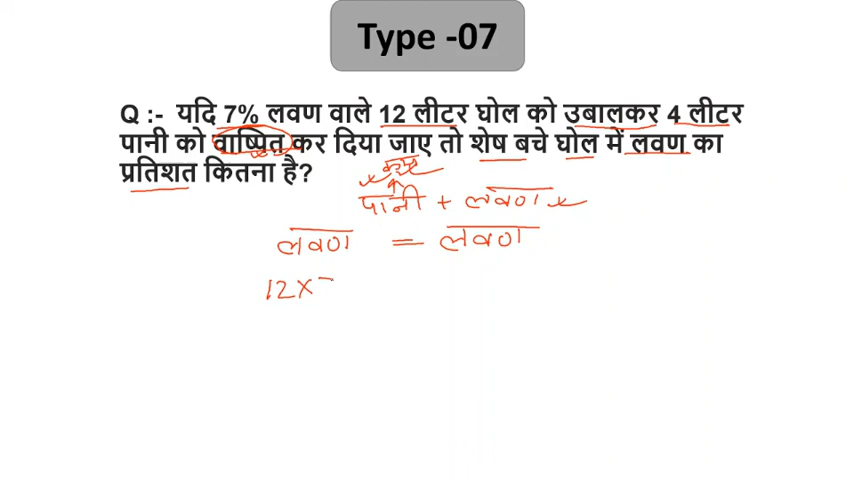 Type -07
Q :- यदि 7% लवण वाले 12 लीटर घोल को उबालकर 4 लीटर
पानी को वाष्पित कर दिया जाए तो शेष बचे घोल में लवण का
प्रतिशत कितना है?
पानी + लवण
लवण = लवण
12x